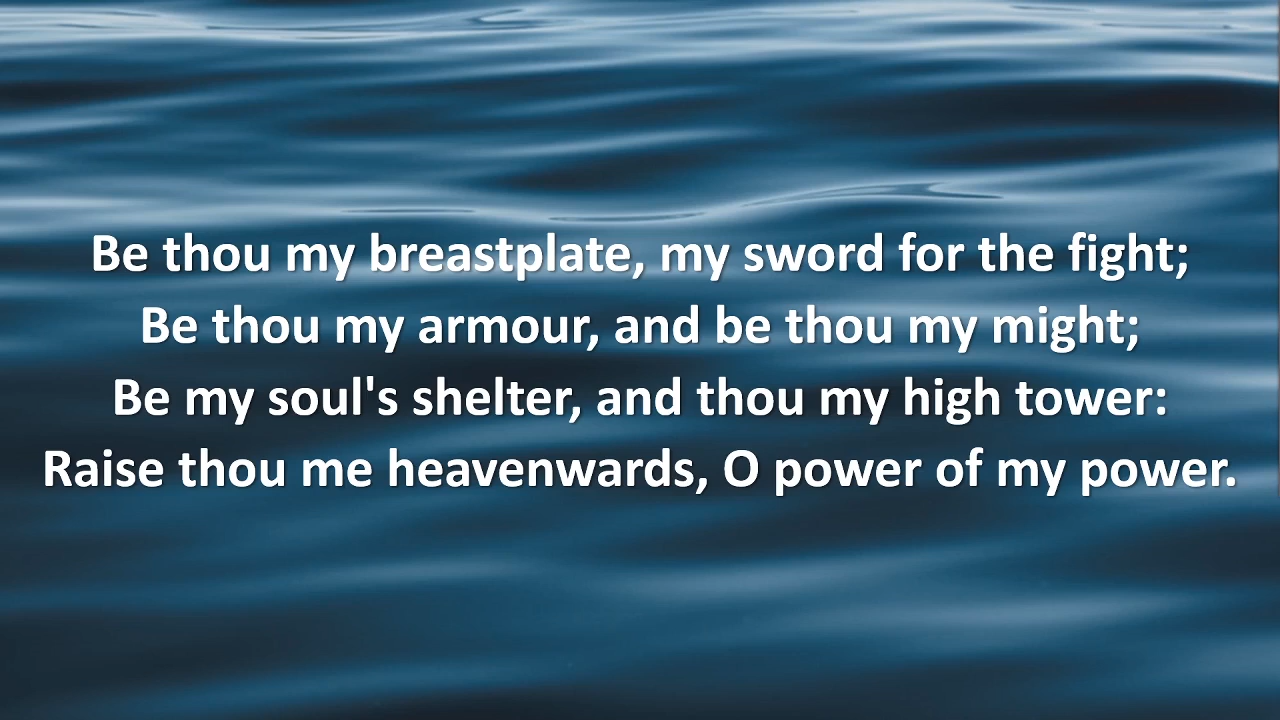 Be thou my breastplate, my sword for the fight;
Be thou my armour, and be thou my might;
Be my soul's shelter, and thou my high tower:
Raise thou me heavenwards, O power of my power.